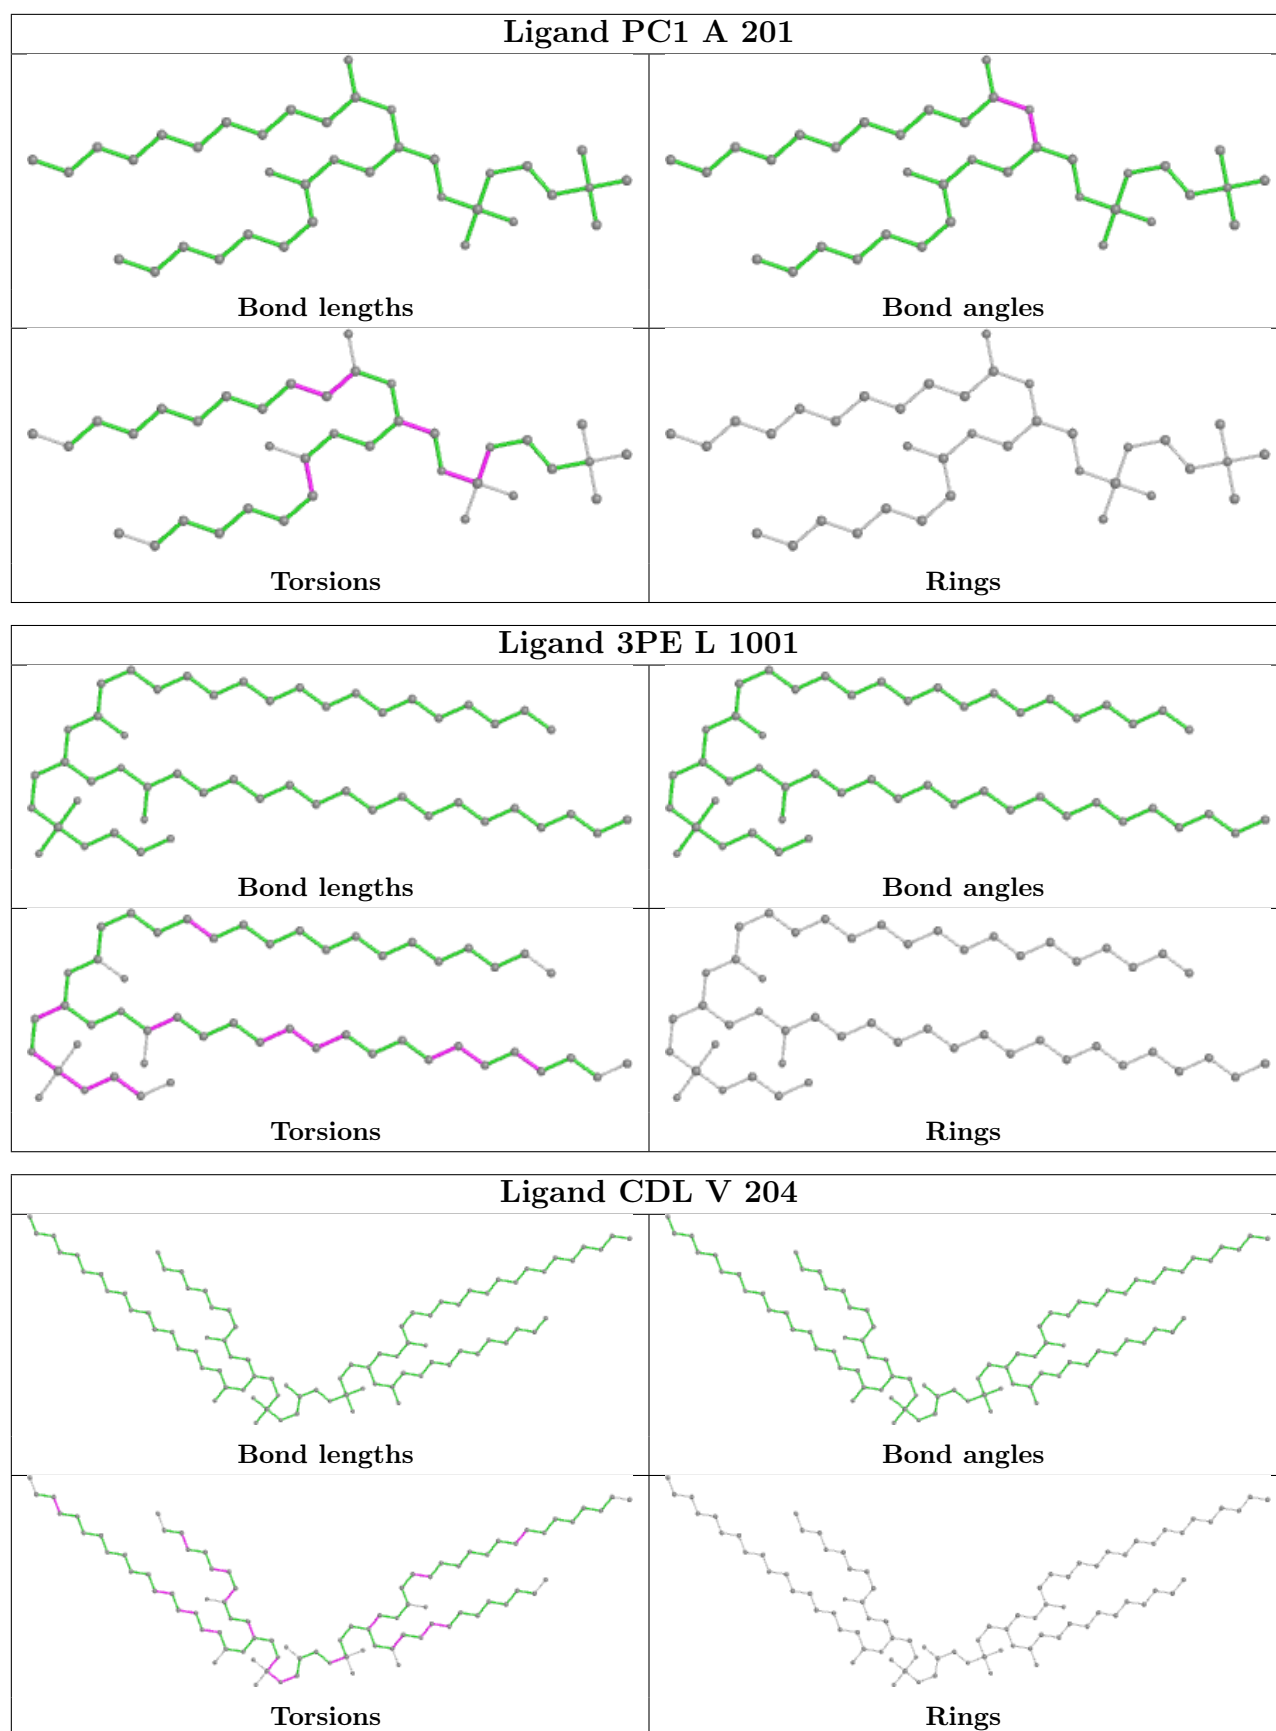 Ligand PC1 A 201
Bond lengths
Bond angles
Torsions
Rings
Ligand 3PE L 1001
Bond lengths
Bond angles
Torsions
Rings
Ligand CDL V 204
Bond lengths
Bond angles
Torsions
Rings